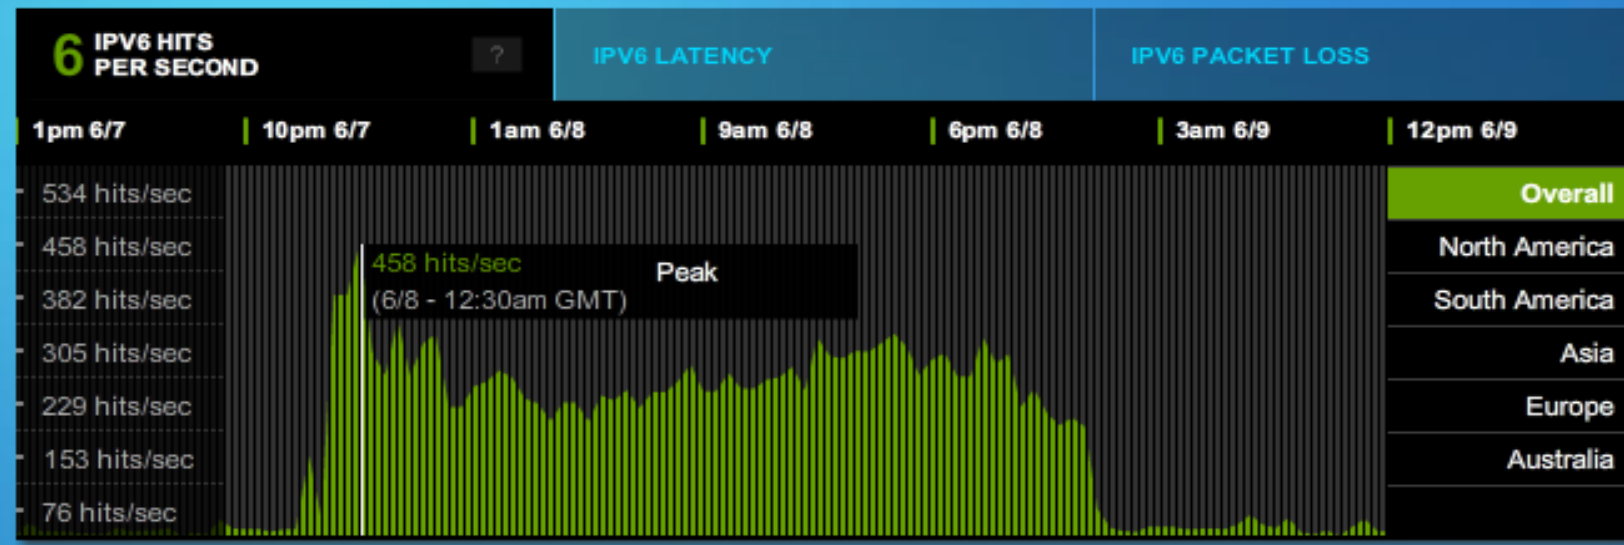 6 IPV6 HITS
PER SECOND
?
IPV6 LATENCY
IPV6 PACKET LOSS
1pm 6/7
10pm 6/7
1am 6/8
9am 6/8
6pm 6/8
3am 6/9
12pm 6/9
534 hits/sec
458 hits/sec
382 hits/sec
305 hits/sec
229 hits/sec
153 hits/sec
76 hits/sec
458 hits/sec
Peak
(6/8 - 12:30am GMT)
Overall
North America
South America
Asia
Europe
Australia